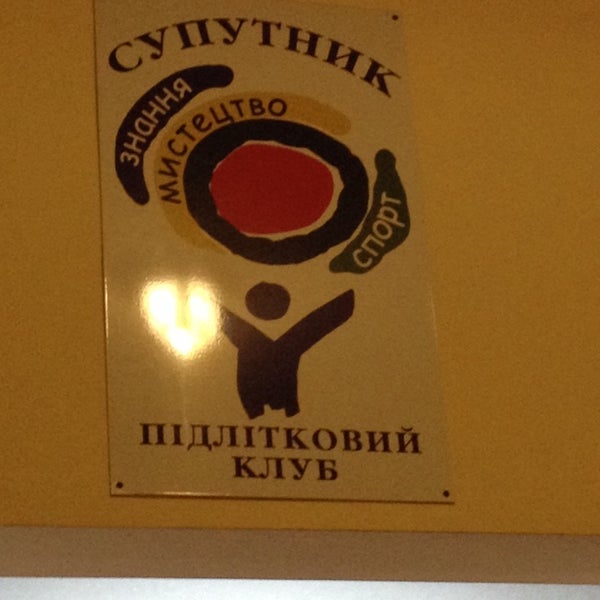 СУПУТНИК
знання
мистецтво
спорт
ПІДЛІТКОВИЙ
КЛУБ